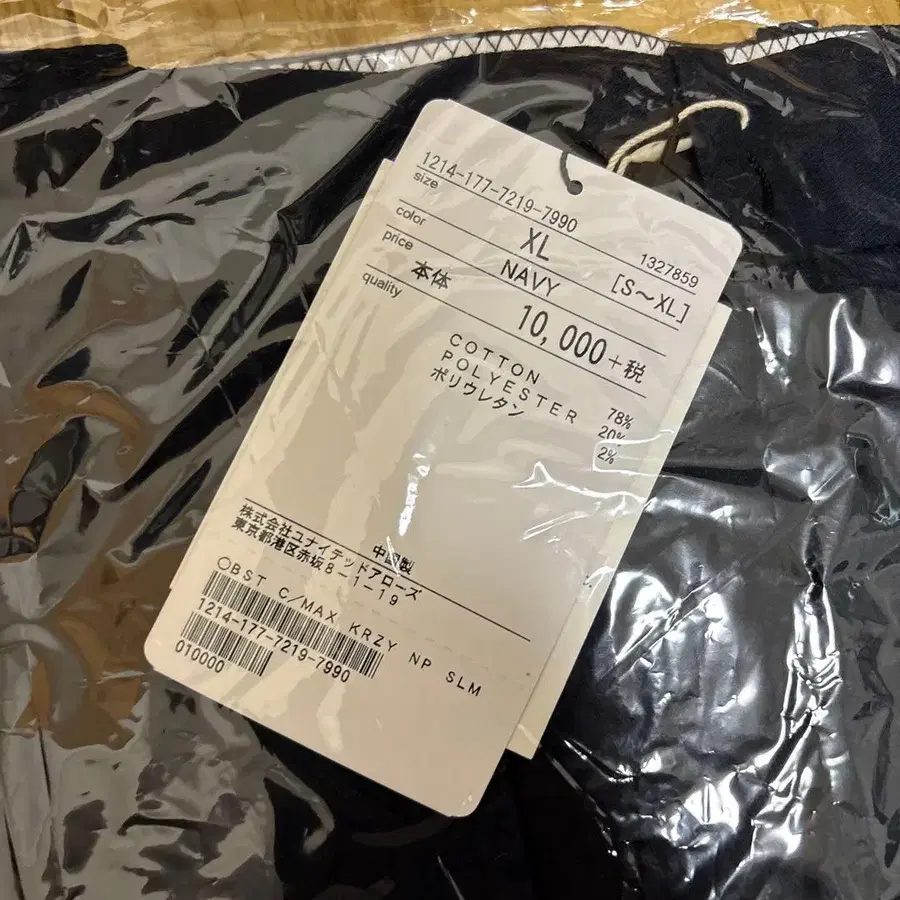 1214-177-7219-7990
1327859
size XL [S～XL]
color NAVY
price 本体 10,000+税
quality
COTTON 78%
POLYESTER 20%
ポリウレタン 2%
中国製
株式会社ユナイテッドアローズ
東京都港区赤坂8-1-19
○BST C/MAX KRZY NP SLM
1214-177-7219-7990
010000